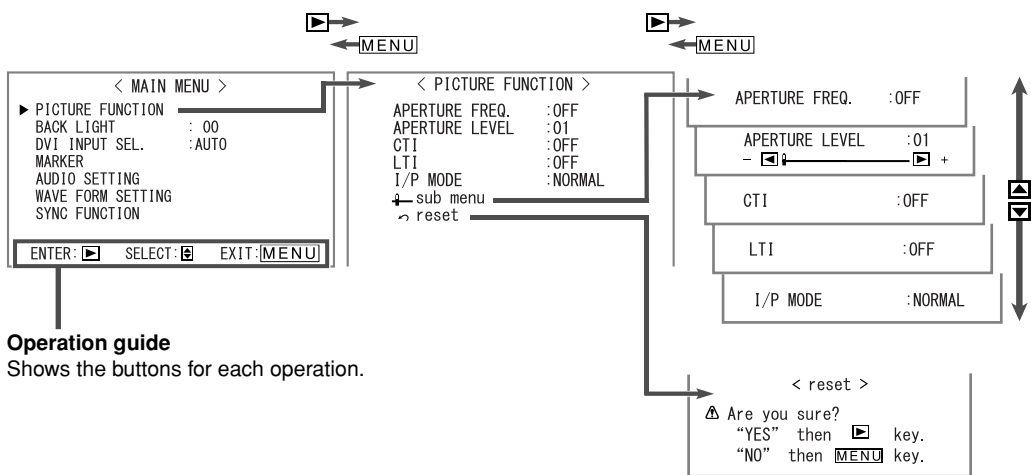 MENU
MENU
< MAIN MENU >
▶ PICTURE FUNCTION
BACK LIGHT : 00
DVI INPUT SEL. :AUTO
MARKER
AUDIO SETTING
WAVE FORM SETTING
SYNC FUNCTION
ENTER:▶ SELECT: EXIT:MENU
Operation guide
Shows the buttons for each operation.
< PICTURE FUNCTION >
APERTURE FREQ. :OFF
APERTURE LEVEL :01
CTI :OFF
LTI :OFF
I/P MODE :NORMAL
sub menu
reset
APERTURE FREQ. :OFF
APERTURE LEVEL :01
- ◀ ▶ +
CTI :OFF
LTI :OFF
I/P MODE :NORMAL
< reset >
⚠ Are you sure?
“YES” then ▶ key.
“NO” then MENU key.